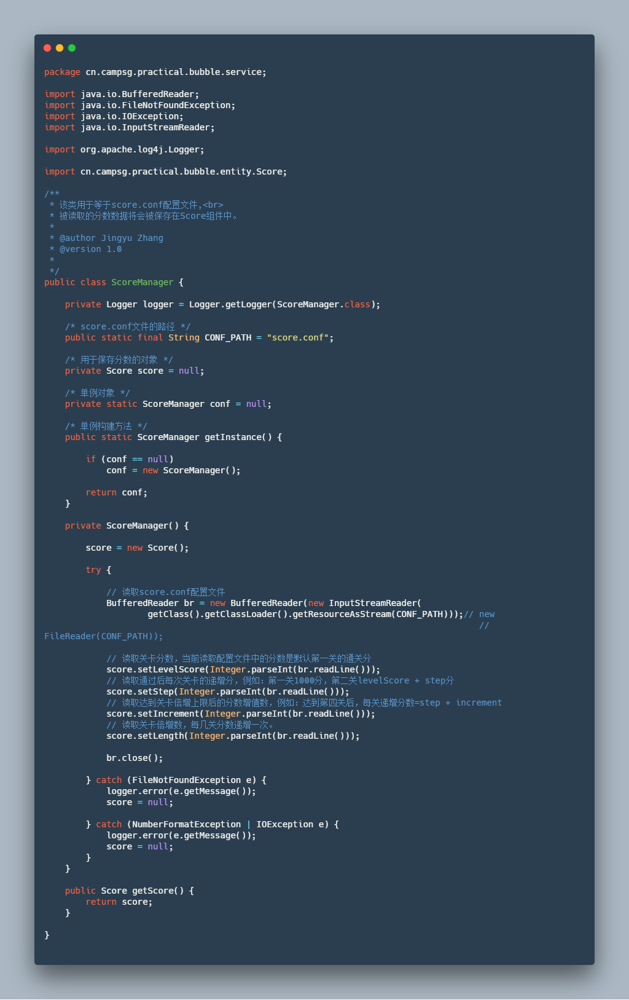 package cn.campsg.practical.bubble.service;
import java.io.BufferedReader;
import java.io.FileNotFoundException;
import java.io.IOException;
import java.io.InputStreamReader;
import org.apache.log4j.Logger;
import cn.campsg.practical.bubble.entity.Score;
/**
 * 该类用于等于score.conf配置文件,<br>
 * 被读取的分数数据将会被保存在Score组件中。
 *
 * @author Jingyu Zhang
 * @version 1.0
 *
 */
public class ScoreManager {
    private Logger logger = Logger.getLogger(ScoreManager.class);
    /* score.conf文件的路径 */
    public static final String CONF_PATH = "score.conf";
    /* 用于保存分数的对象 */
    private Score score = null;
    /* 单例对象 */
    private static ScoreManager conf = null;
    /* 单例构建方法 */
    public static ScoreManager getInstance() {
        if (conf == null)
            conf = new ScoreManager();
        return conf;
    }
    private ScoreManager() {
        score = new Score();
        try {
            // 读取score.conf配置文件
            BufferedReader br = new BufferedReader(new InputStreamReader(
                    getClass().getClassLoader().getResourceAsStream(CONF_PATH)));// new
                                                                                    //
FileReader(CONF_PATH));
            // 读取关卡分数，当前读取配置文件中的分数是默认第一关的通关分
            score.setLevelScore(Integer.parseInt(br.readLine()));
            // 读取通过后每次关卡的递增分，例如：第一关1000分，第二关levelScore + step分
            score.setStep(Integer.parseInt(br.readLine()));
            // 读取达到关卡倍增上限后的分数增值数，例如：达到第四关后，每关递增分数=step + increment
            score.setIncrement(Integer.parseInt(br.readLine()));
            // 读取关卡倍增数，每几关分数递增一次。
            score.setLength(Integer.parseInt(br.readLine()));
            br.close();
        } catch (FileNotFoundException e) {
            logger.error(e.getMessage());
            score = null;
        } catch (NumberFormatException | IOException e) {
            logger.error(e.getMessage());
            score = null;
        }
    }
    public Score getScore() {
        return score;
    }
}